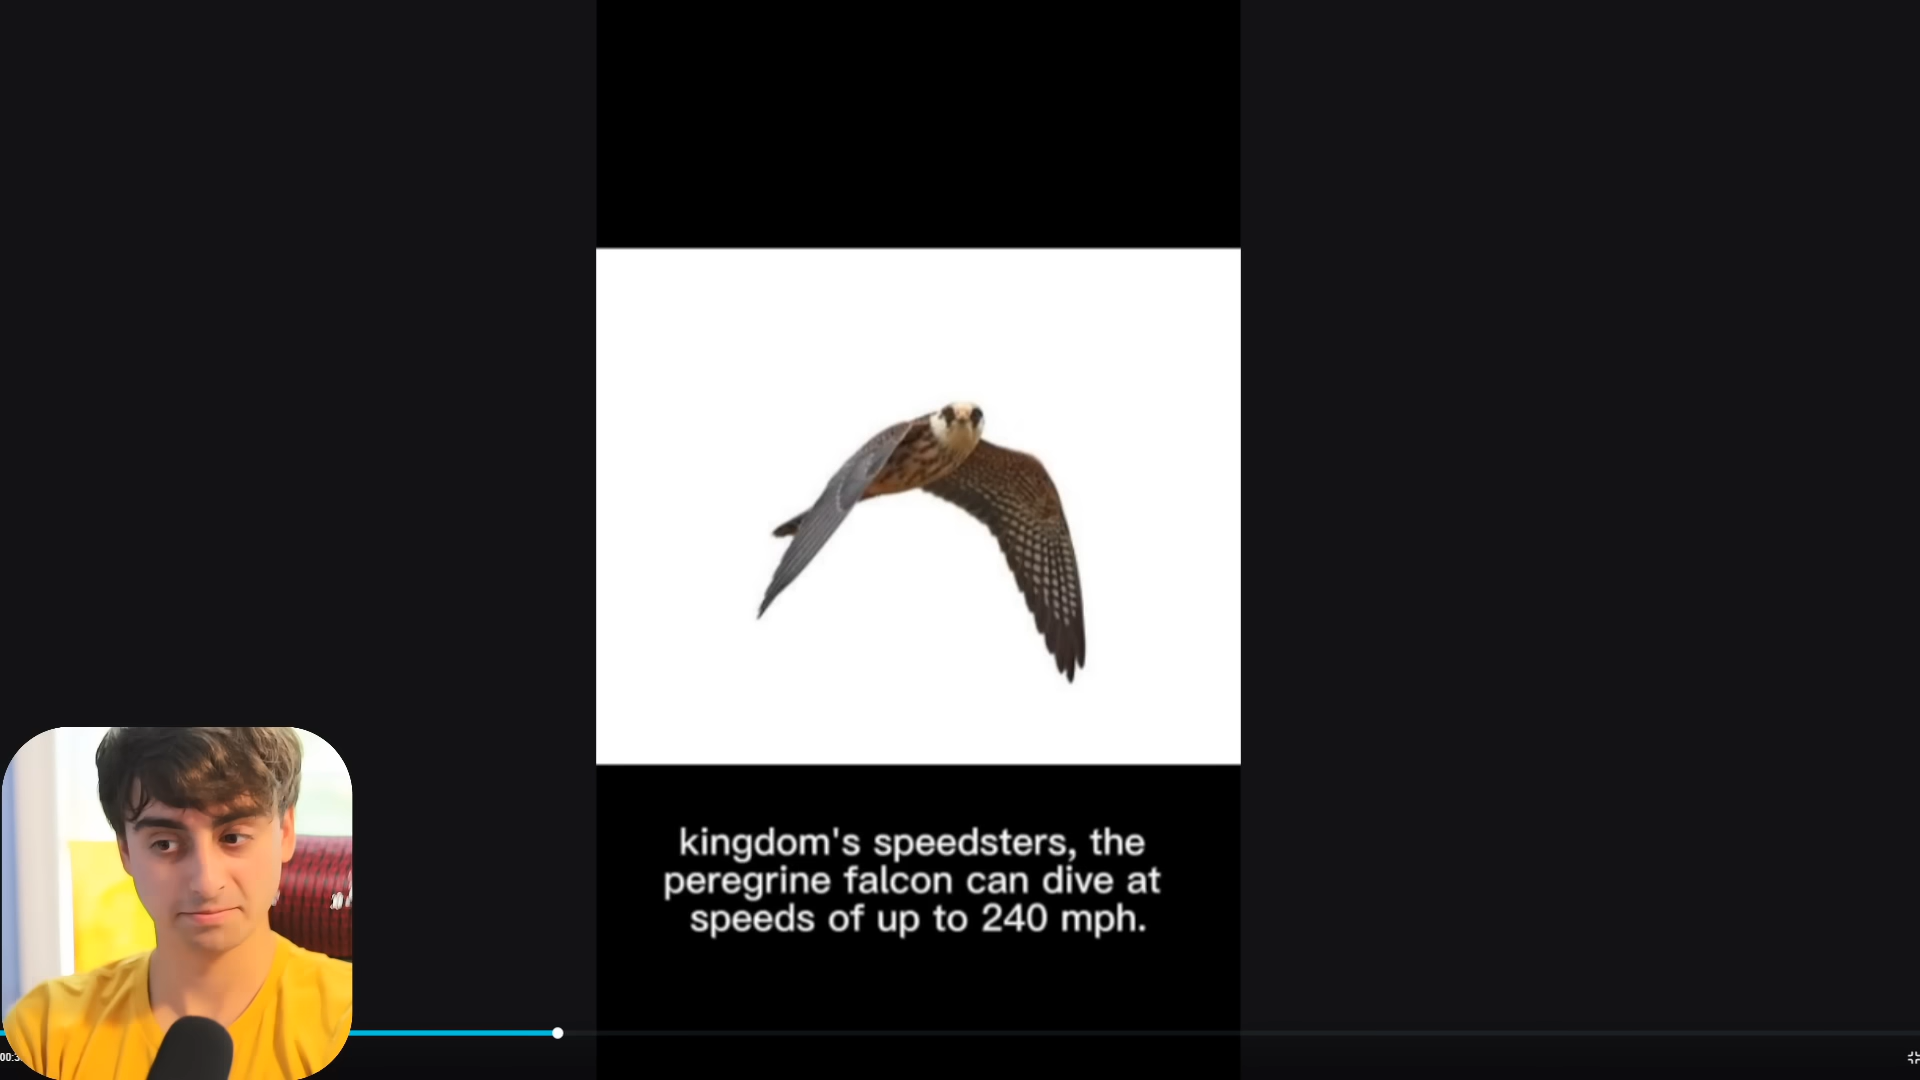 kingdom's speedsters, the
peregrine falcon can dive at
speeds of up to 240 mph.